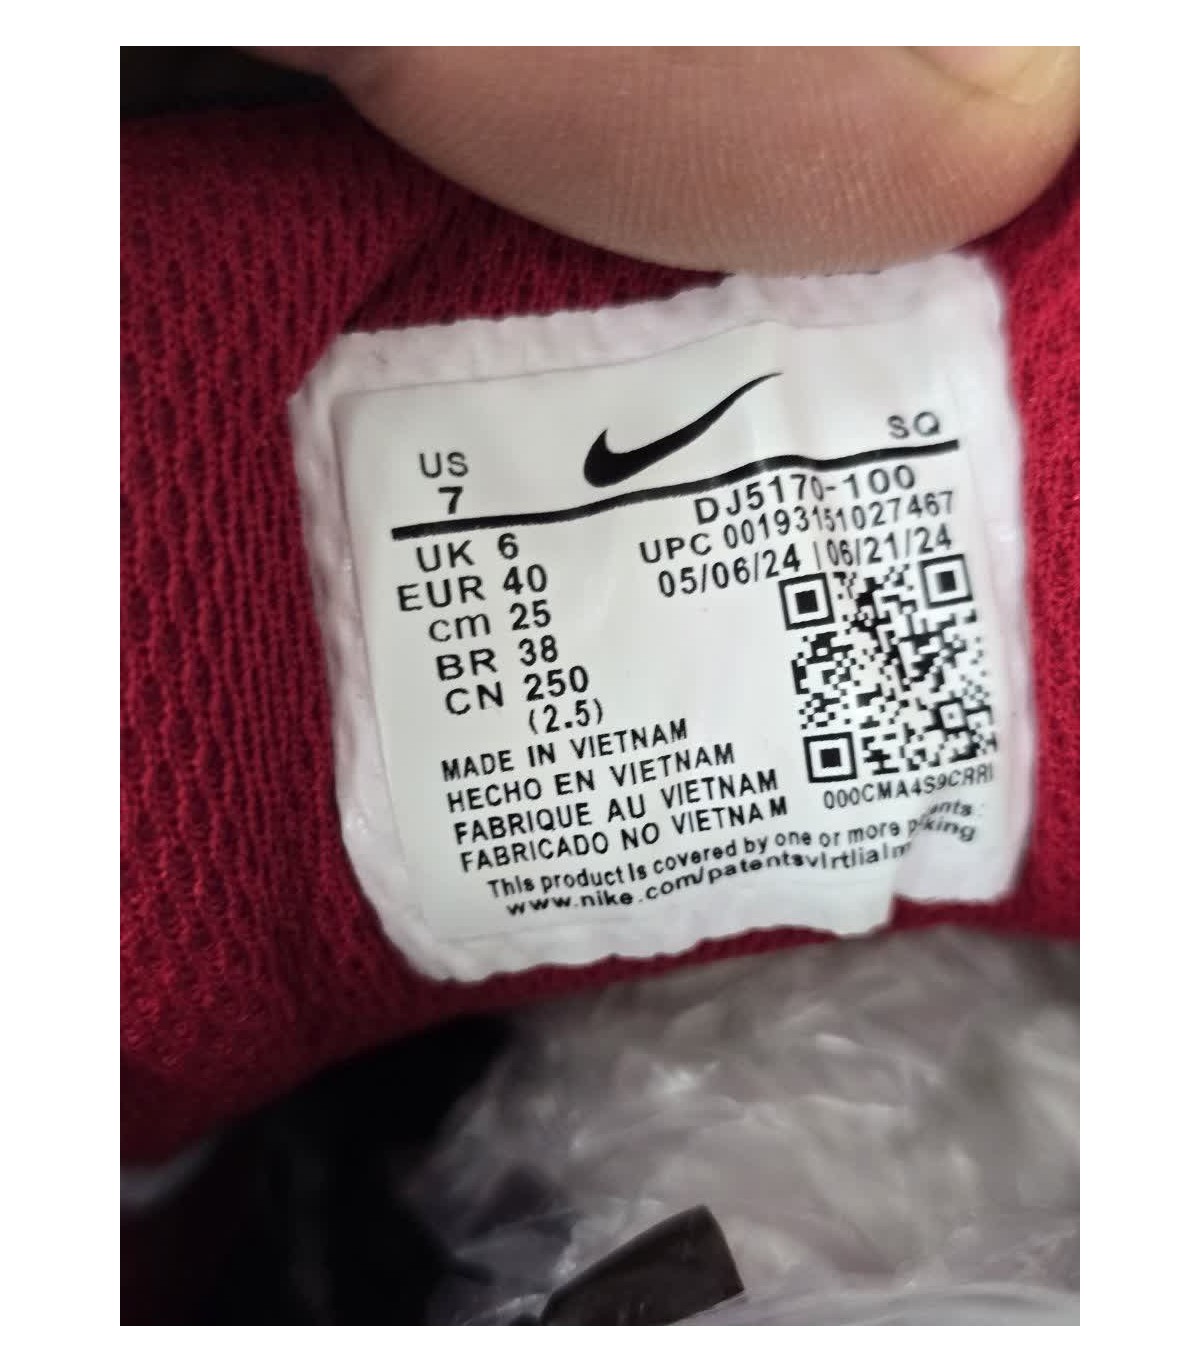 US
7
SQ
UK 6
EUR 40
cm 25
BR 38
CN 250
(2.5)
DJ5170-100
UPC 00193151027467
05/06/24 | 06/21/24
000CMA4S9CRRI
MADE IN VIETNAM
HECHO EN VIETNAM
FABRIQUE AU VIETNAM
FABRICADO NO VIETNAM
This product is covered by one or more
www.nike.com/patentsvirtlialm